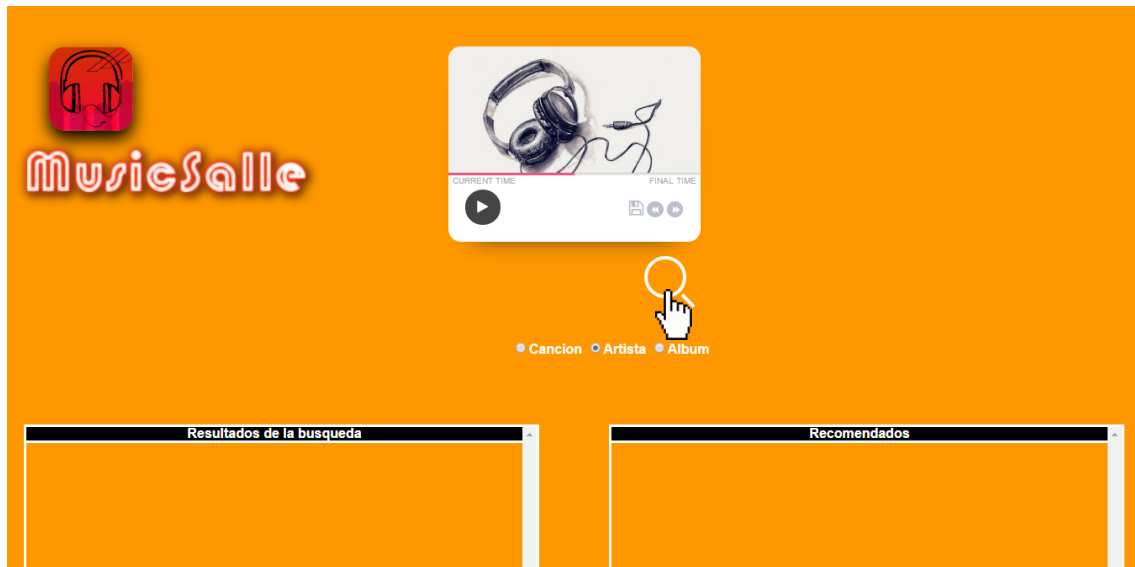 MusicSalle
CURRENT TIME FINAL TIME
Cancion Artista Album
Resultados de la busqueda
Recomendados